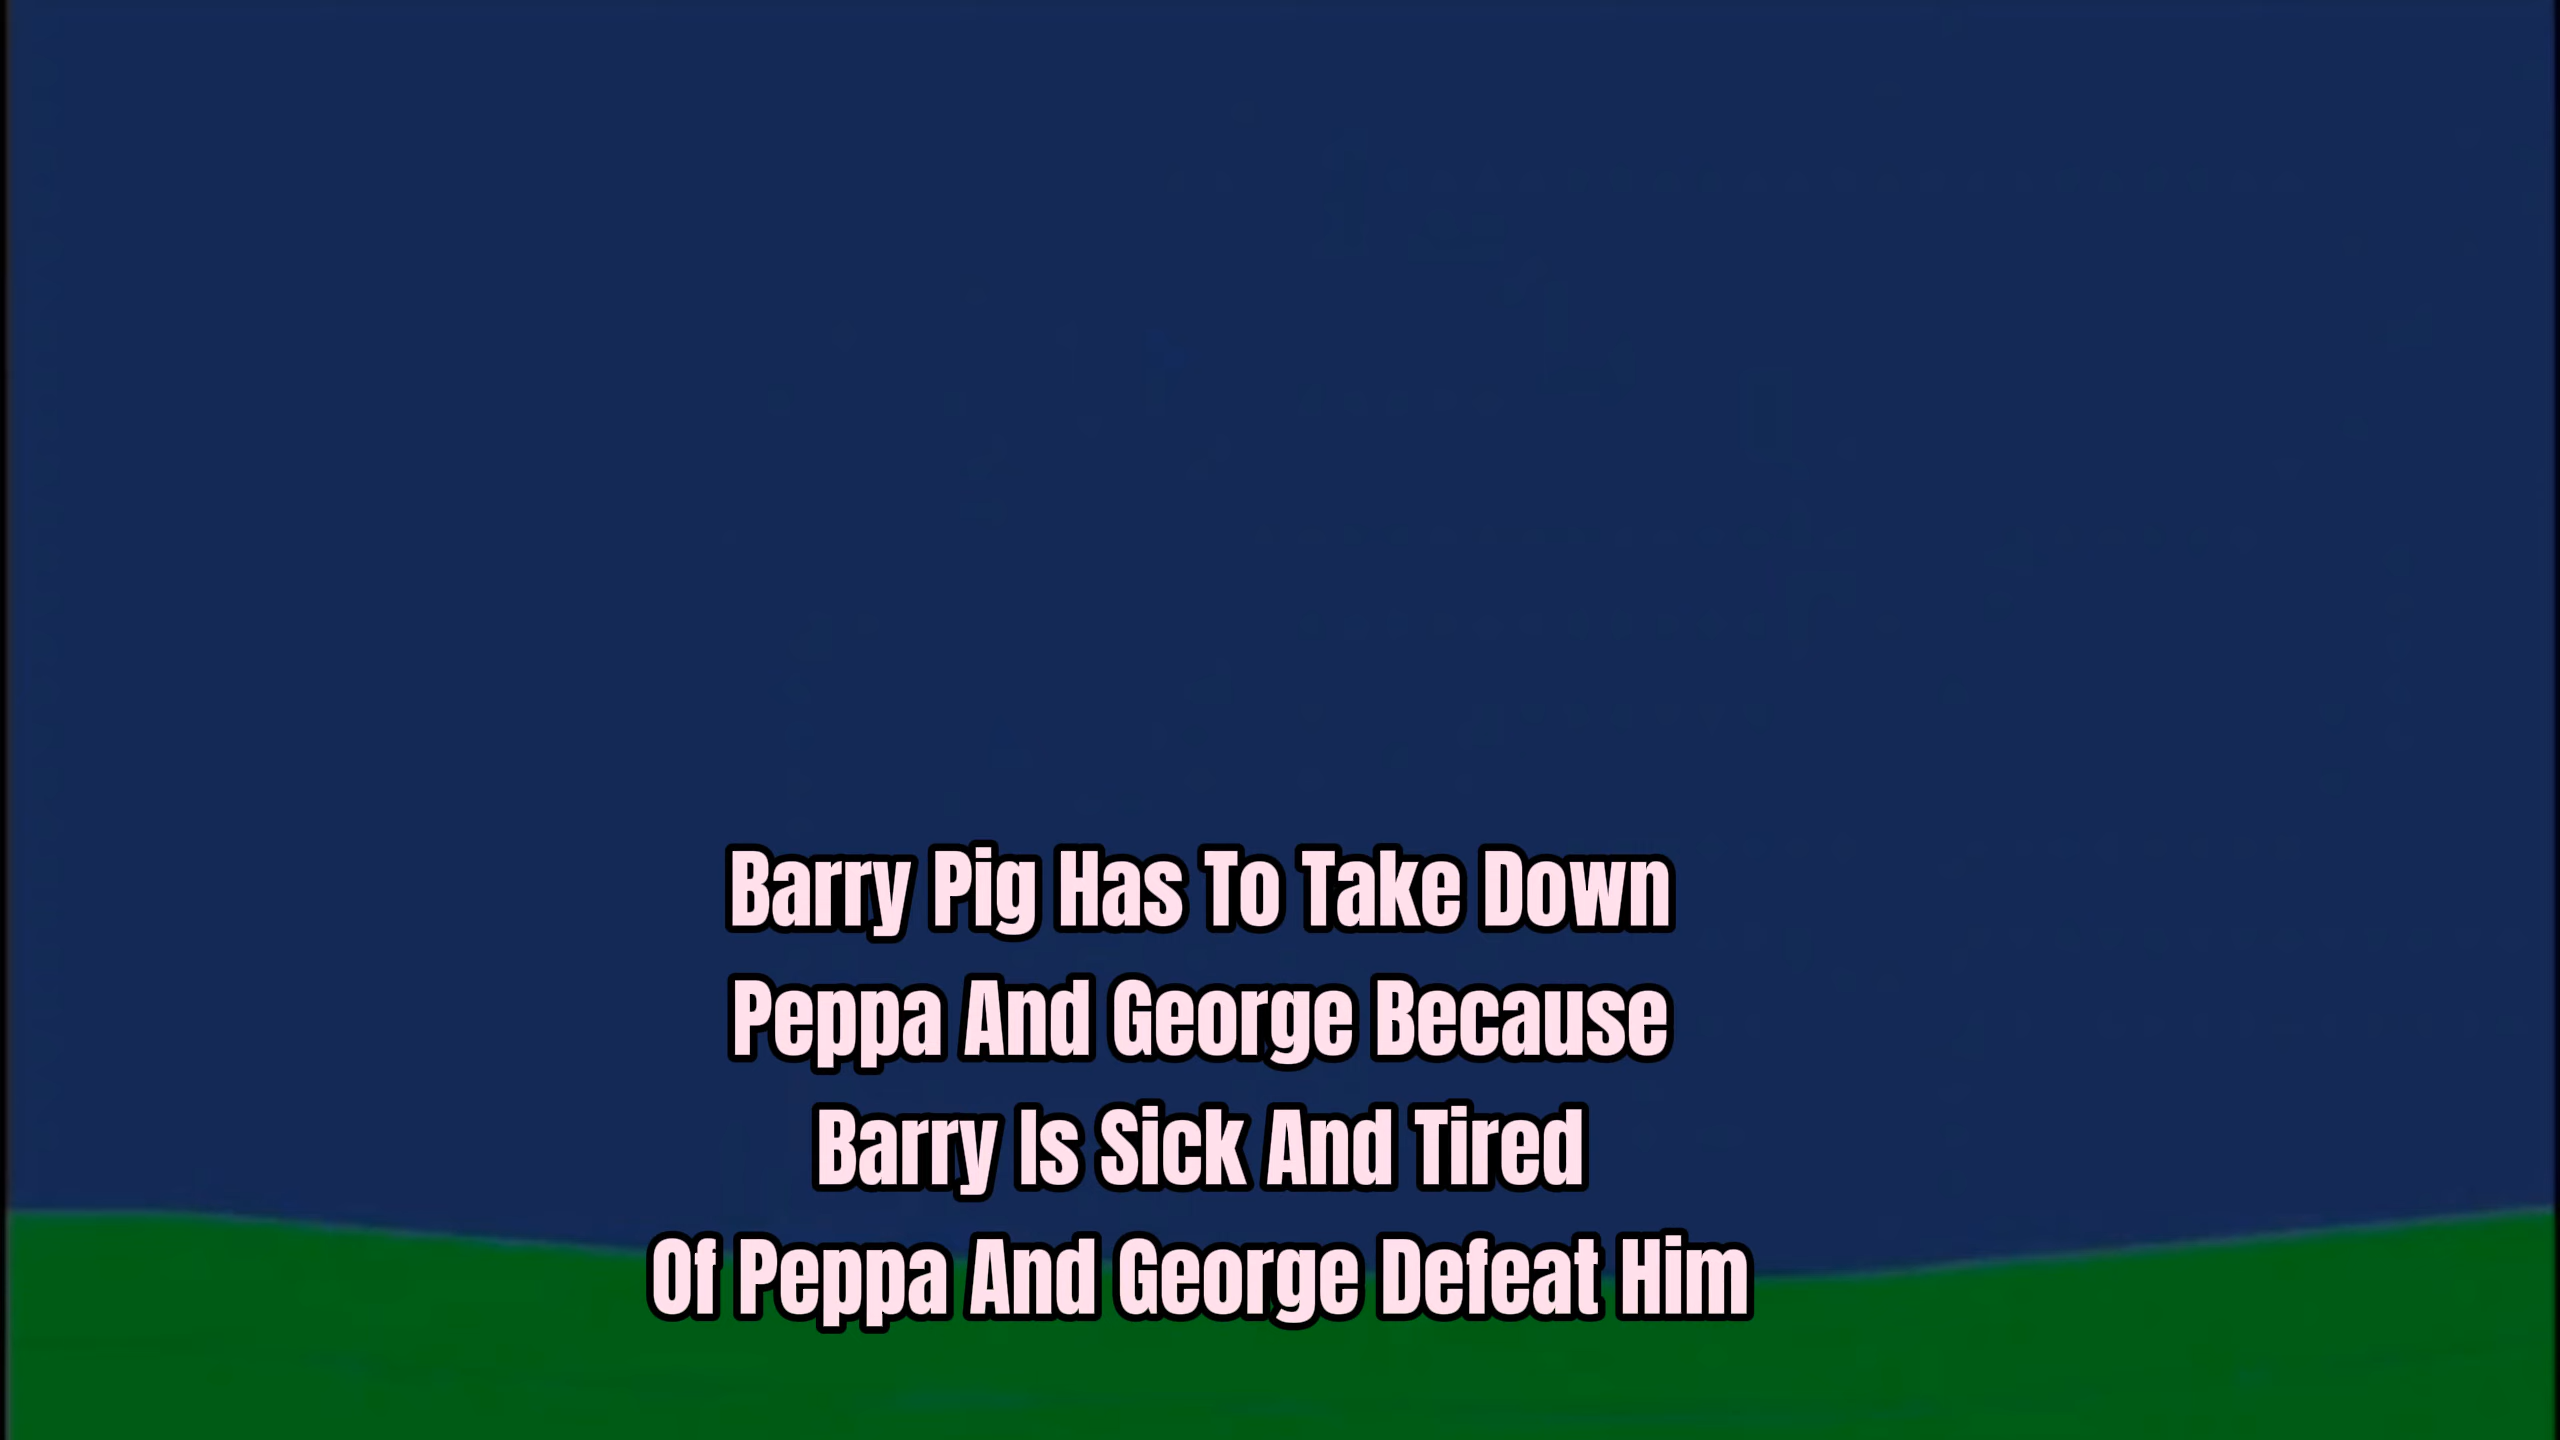 Barry Pig Has To Take Down
Peppa And George Because
Barry Is Sick And Tired
Of Peppa And George Defeat Him